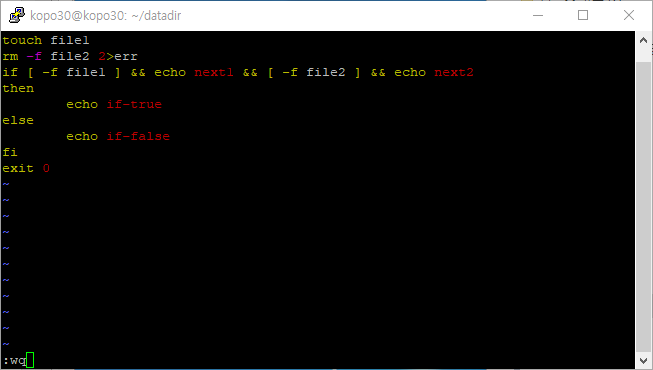 kopo30@kopo30: ~/datadir
touch file1
rm -f file2 2>err
if [ -f file1 ] && echo next1 && [ -f file2 ] && echo next2
then
        echo if-true
else
        echo if-false
fi
exit 0
~
~
~
~
~
~
~
~
~
~
~
:wq